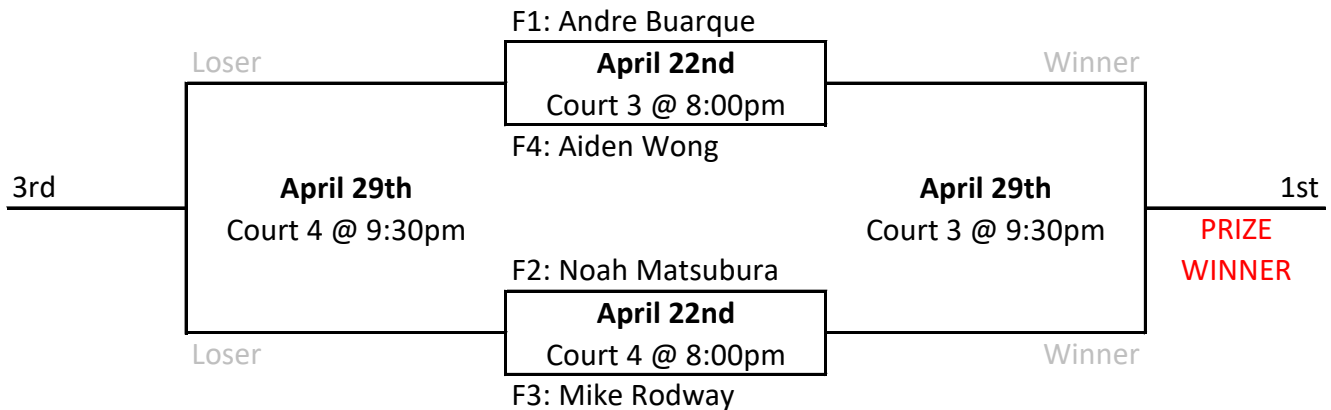 F1: Andre Buarque
Loser
April 22nd
Winner
Court 3 @ 8:00pm
F4: Aiden Wong
3rd
April 29th
April 29th
1st
Court 4 @ 9:30pm
Court 3 @ 9:30pm
PRIZE
WINNER
F2: Noah Matsubura
April 22nd
Loser
Court 4 @ 8:00pm
Winner
F3: Mike Rodway